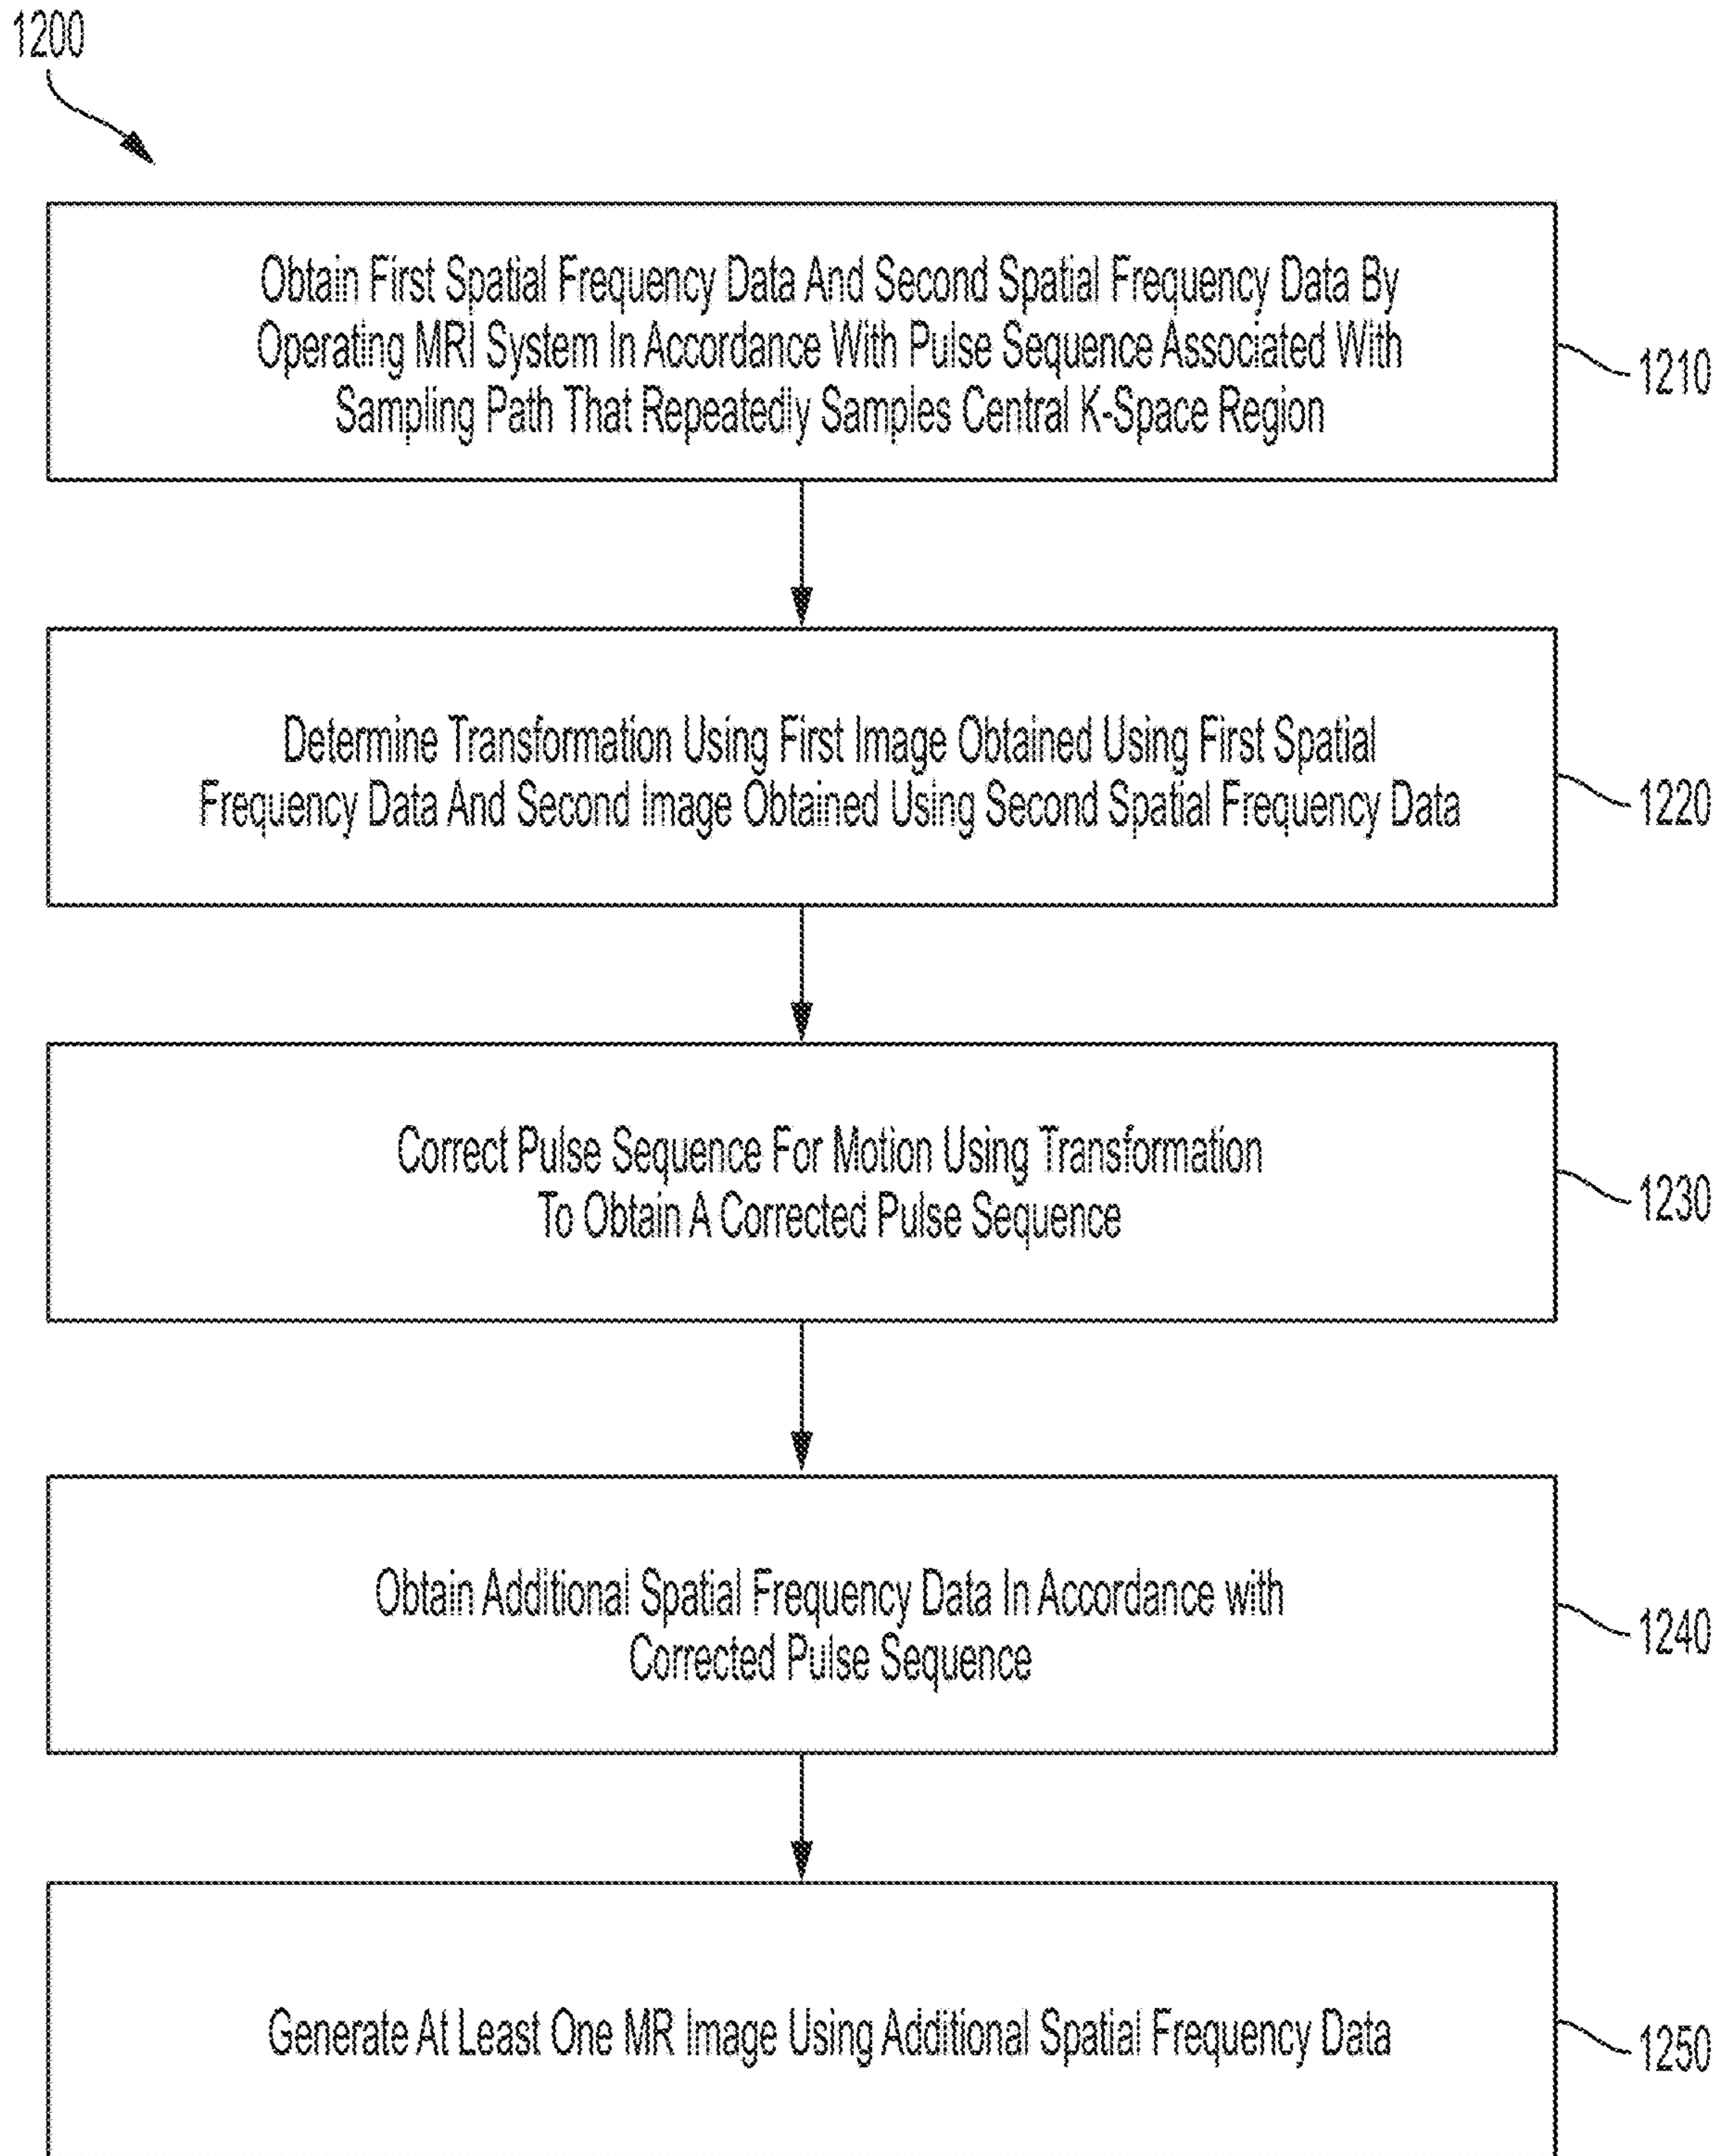 1200
Obtain First Spatial Frequency Data And Second Spatial Frequency Data By
Operating MRI System In Accordance With Pulse Sequence Associated With
Sampling Path That Repeatedly Samples Central K-Space Region
1210
Determine Transformation Using First Image Obtained Using First Spatial
Frequency Data And Second Image Obtained Using Second Spatial Frequency Data
1220
Correct Pulse Sequence For Motion Using Transformation
To Obtain A Corrected Pulse Sequence
1230
Obtain Additional Spatial Frequency Data In Accordance with
Corrected Pulse Sequence
1240
Generate At Least One MR Image Using Additional Spatial Frequency Data
1250